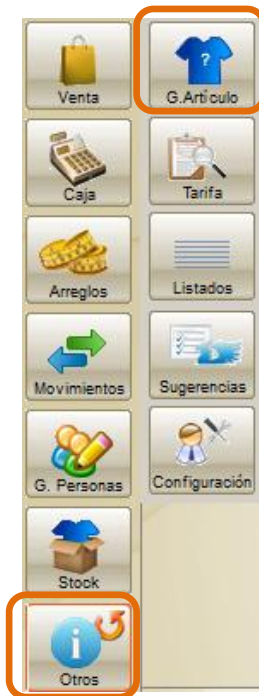 Venta
G.Artículo
?
Caja
Tarifa
Arreglos
Listados
Movimientos
Sugerencias
G. Personas
Configuración
Stock
i
Otros